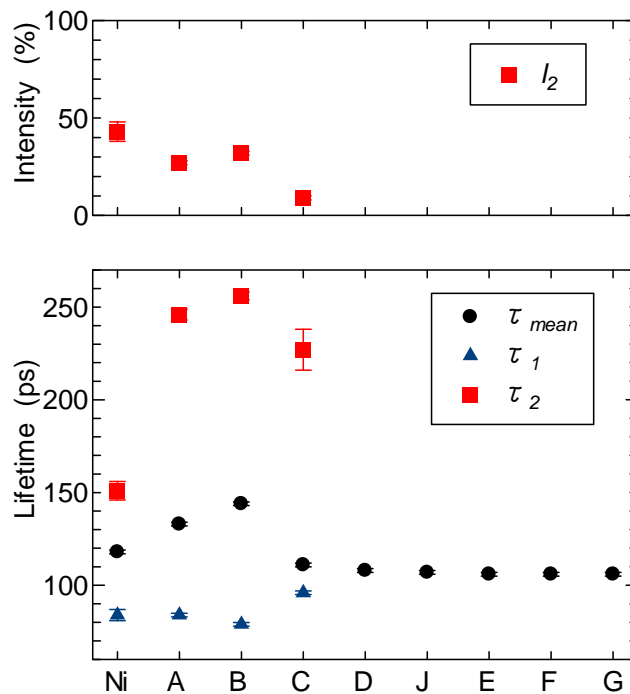 Intensity (%)
100
50
0
I2
Lifetime (ps)
250
200
150
100
τ mean
τ 1
τ 2
Ni A B C D J E F G